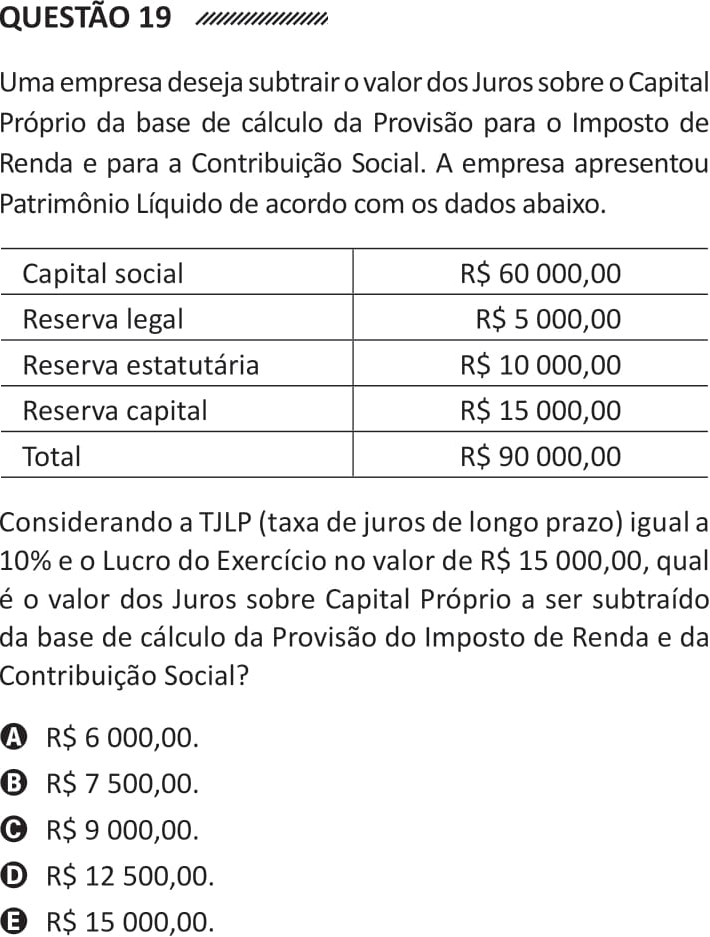 QUESTÃO 19
Uma empresa deseja subtrair o valor dos Juros sobre o Capital
Próprio da base de cálculo da Provisão para o Imposto de
Renda e para a Contribuição Social. A empresa apresentou
Patrimônio Líquido de acordo com os dados abaixo.
Capital social R$ 60 000,00
Reserva legal R$ 5 000,00
Reserva estatutária R$ 10 000,00
Reserva capital R$ 15 000,00
Total R$ 90 000,00
Considerando a TJLP (taxa de juros de longo prazo) igual a
10% e o Lucro do Exercício no valor de R$ 15 000,00, qual
é o valor dos Juros sobre Capital Próprio a ser subtraído
da base de cálculo da Provisão do Imposto de Renda e da
Contribuição Social?
A R$ 6 000,00.
B R$ 7 500,00.
C R$ 9 000,00.
D R$ 12 500,00.
E R$ 15 000,00.